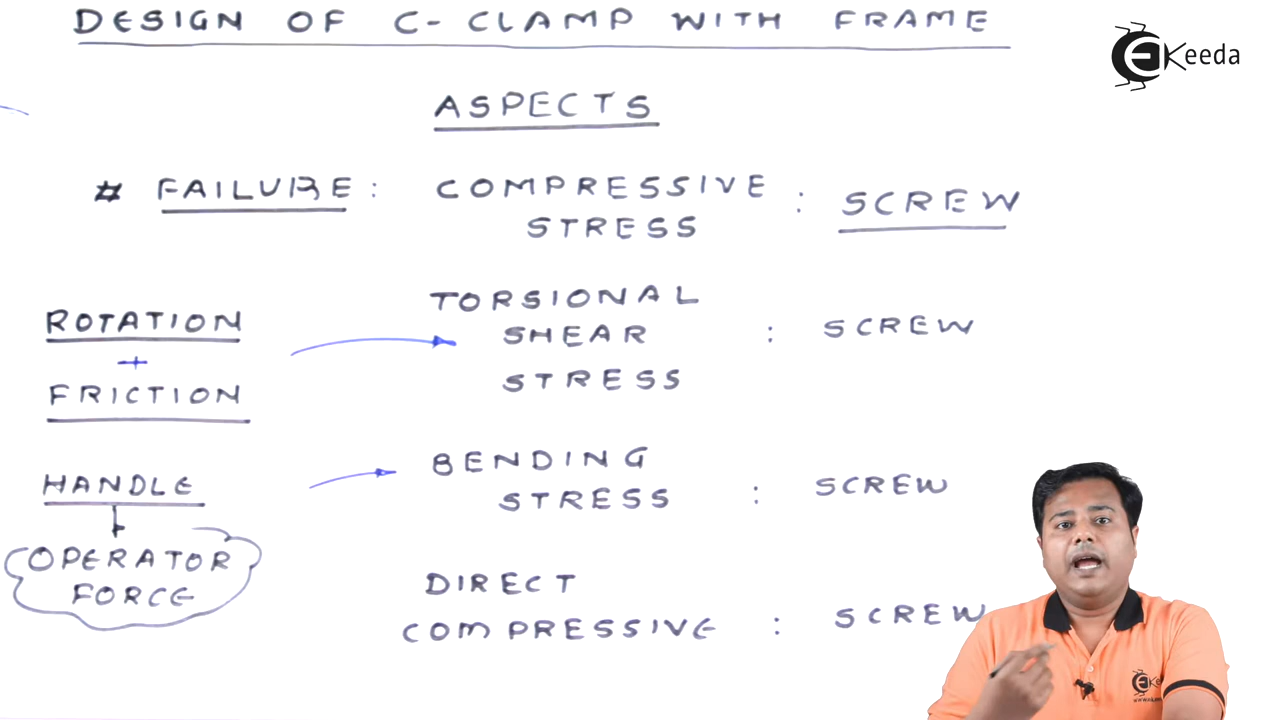 DESIGN OF C-CLAMP WITH FRAME
EKeeda
ASPECTS
# FAILURE : COMPRESSIVE STRESS : SCREW
ROTATION + FRICTION
TORSIONAL SHEAR STRESS : SCREW
HANDLE
OPERATOR FORCE
BENDING STRESS : SCREW
DIRECT COMPRESSIVE : SCREW